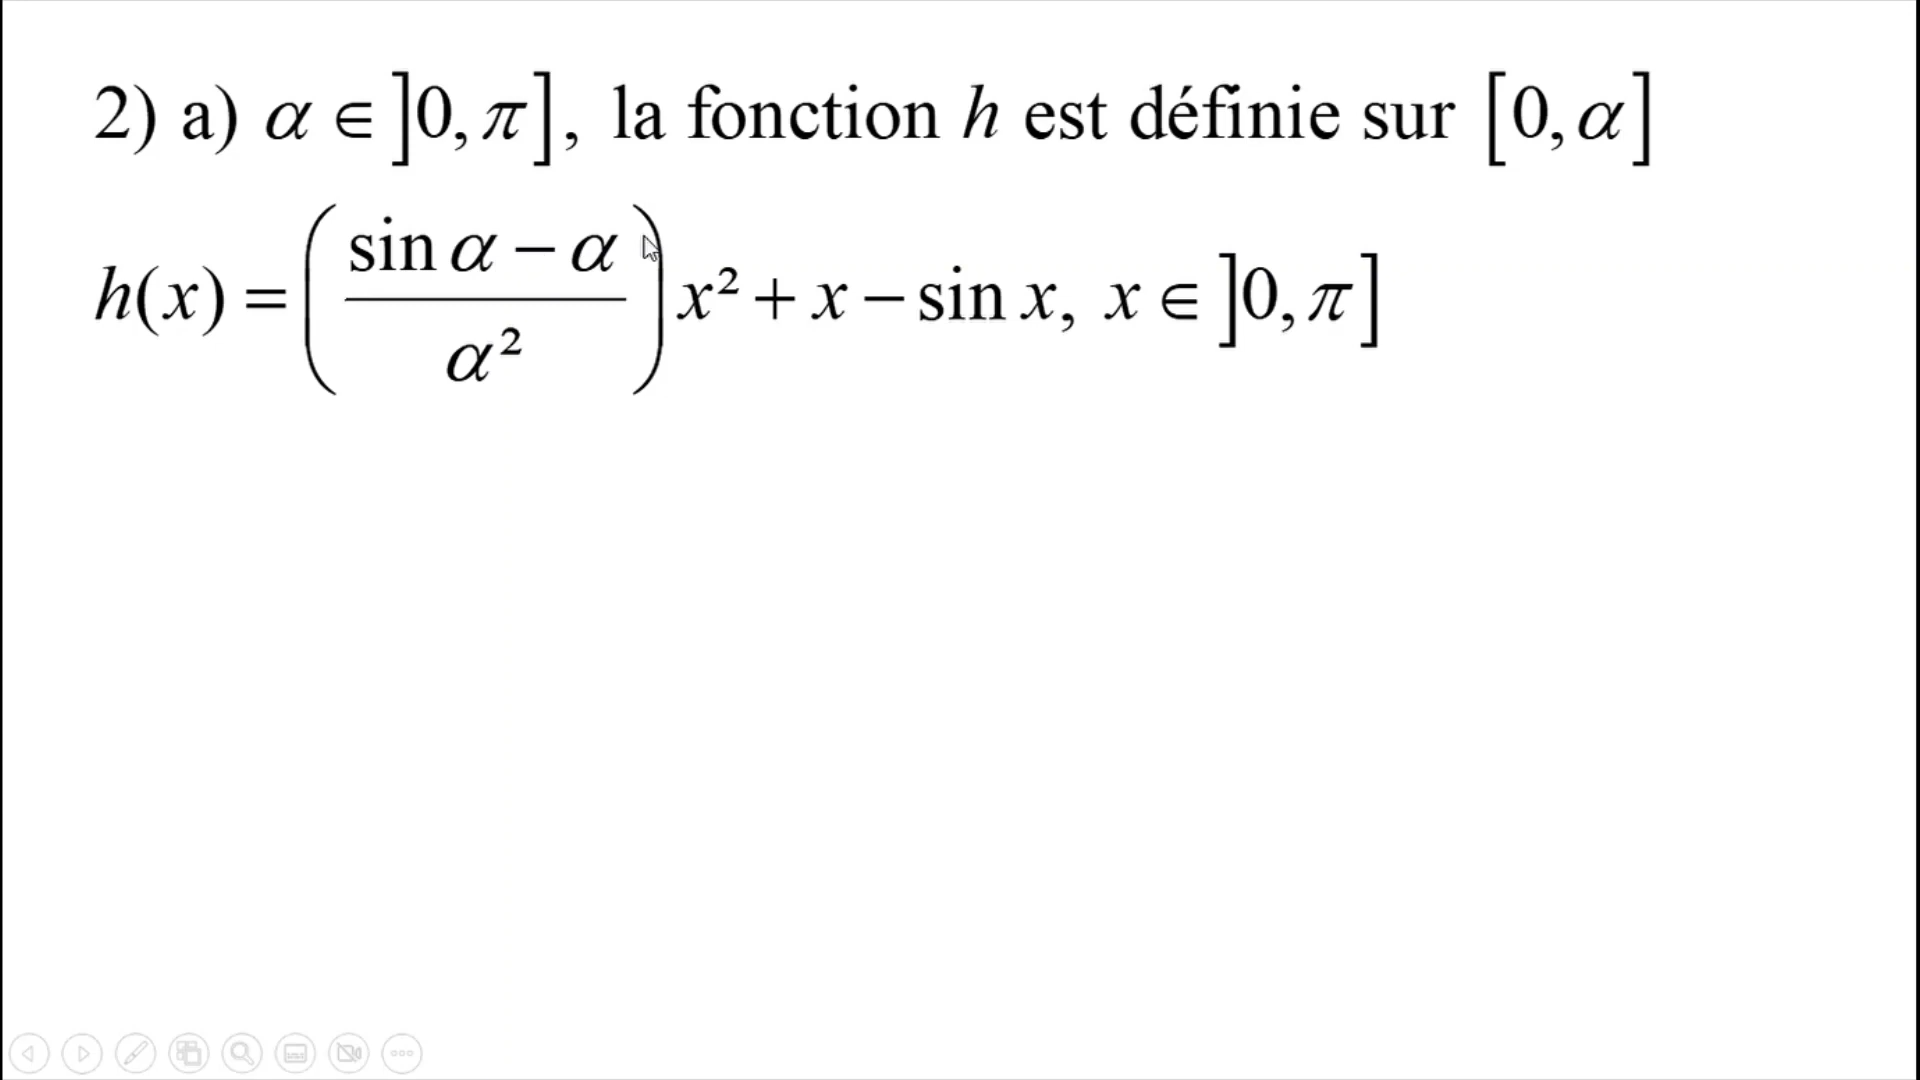 2) a) α ∈ ]0, π], la fonction h est définie sur [0, α]
h(x) = ((sin α − α) / α²) x² + x − sin x, x ∈ ]0, π]